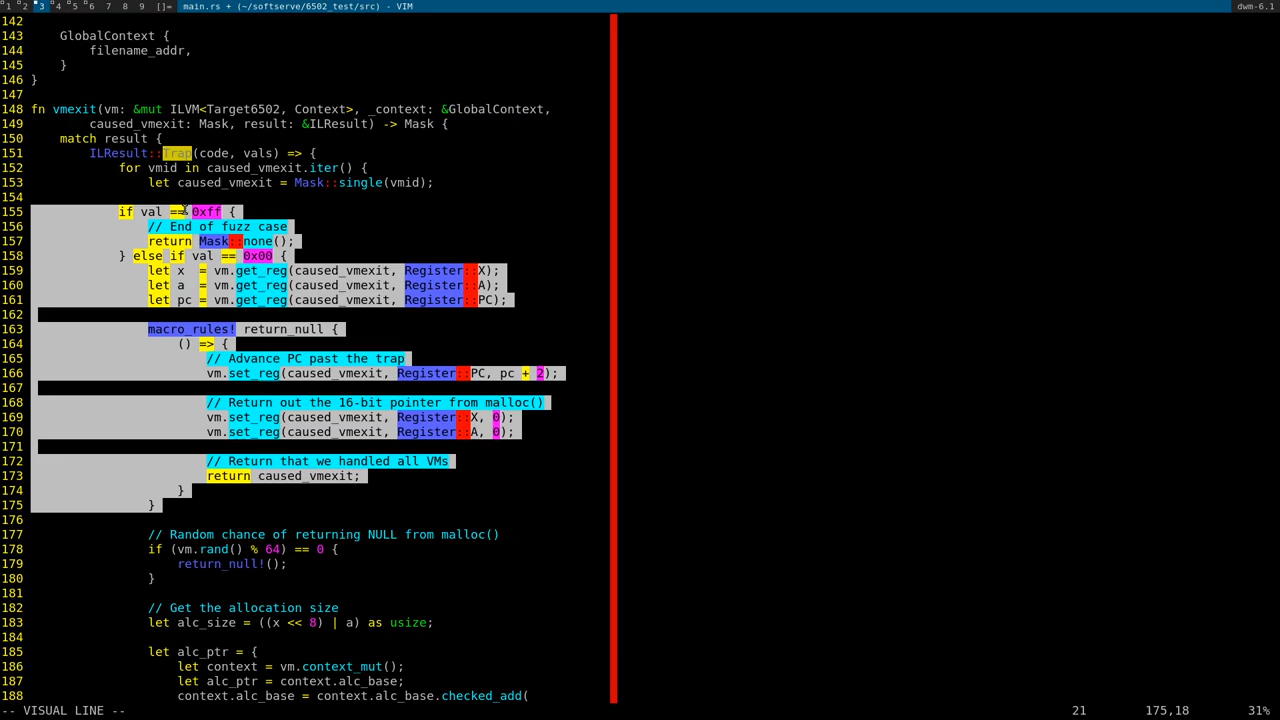 1 2 3 4 5 6 7 8 9 []= main.rs + (~/softserve/6502_test/src) - VIM dwm-6.1
142
143     GlobalContext {
144         filename_addr,
145     }
146 }
147
148 fn vmexit(vm: &mut ILVM<Target6502, Context>, _context: &GlobalContext,
149         caused_vmexit: Mask, result: &ILResult) -> Mask {
150     match result {
151         ILResult::Trap(code, vals) => {
152             for vmid in caused_vmexit.iter() {
153                 let caused_vmexit = Mask::single(vmid);
154
155             if val == 0xff {
156                 // End of fuzz case
157                 return Mask::none();
158             } else if val == 0x00 {
159                 let x  = vm.get_reg(caused_vmexit, Register::X);
160                 let a  = vm.get_reg(caused_vmexit, Register::A);
161                 let pc = vm.get_reg(caused_vmexit, Register::PC);
162
163                 macro_rules! return_null {
164                     () => {
165                         // Advance PC past the trap
166                         vm.set_reg(caused_vmexit, Register::PC, pc + 2);
167
168                         // Return out the 16-bit pointer from malloc()
169                         vm.set_reg(caused_vmexit, Register::X, 0);
170                         vm.set_reg(caused_vmexit, Register::A, 0);
171
172                         // Return that we handled all VMs
173                         return caused_vmexit;
174                     }
175                 }
176
177                 // Random chance of returning NULL from malloc()
178                 if (vm.rand() % 64) == 0 {
179                     return_null!();
180                 }
181
182                 // Get the allocation size
183                 let alc_size = ((x << 8) | a) as usize;
184
185                 let alc_ptr = {
186                     let context = vm.context_mut();
187                     let alc_ptr = context.alc_base;
188                     context.alc_base = context.alc_base.checked_add(
-- VISUAL LINE -- 21 175,18 31%